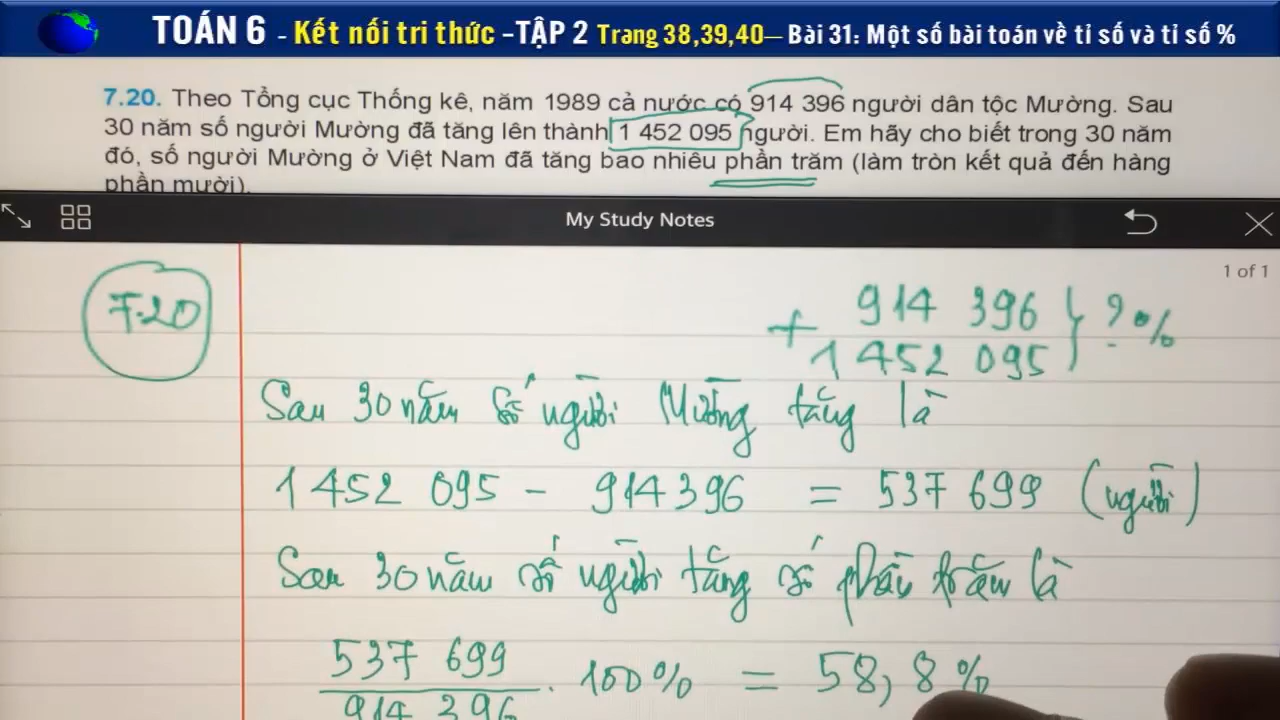 TOÁN 6 - Kết nối tri thức –TẬP 2 Trang 38,39,40— Bài 31: Một số bài toán về tỉ số và tỉ số %
7.20. Theo Tổng cục Thống kê, năm 1989 cả nước có 914 396 người dân tộc Mường. Sau
30 năm số người Mường đã tăng lên thành 1 452 095 người. Em hãy cho biết trong 30 năm
đó, số người Mường ở Việt Nam đã tăng bao nhiêu phần trăm (làm tròn kết quả đến hàng
phần mười).
My Study Notes
1 of 1
7.20
914 396 } ? %
+ 1 452 095
Sau 30 năm số người Mường tăng là
1 452 095 - 914 396 = 537 699 (người)
Sau 30 năm số người tăng số phần trăm là
537 699
914 396 . 100 % = 58,8 %